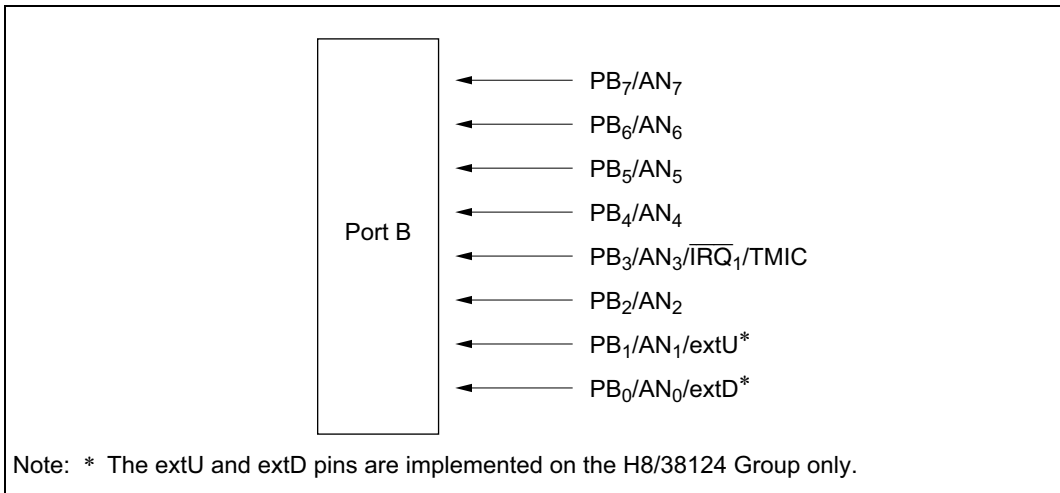 PB₇/AN₇
PB₆/AN₆
PB₅/AN₅
PB₄/AN₄
Port B
PB₃/AN₃/I̅R̅Q̅₁/TMIC
PB₂/AN₂
PB₁/AN₁/extU*
PB₀/AN₀/extD*
Note: * The extU and extD pins are implemented on the H8/38124 Group only.